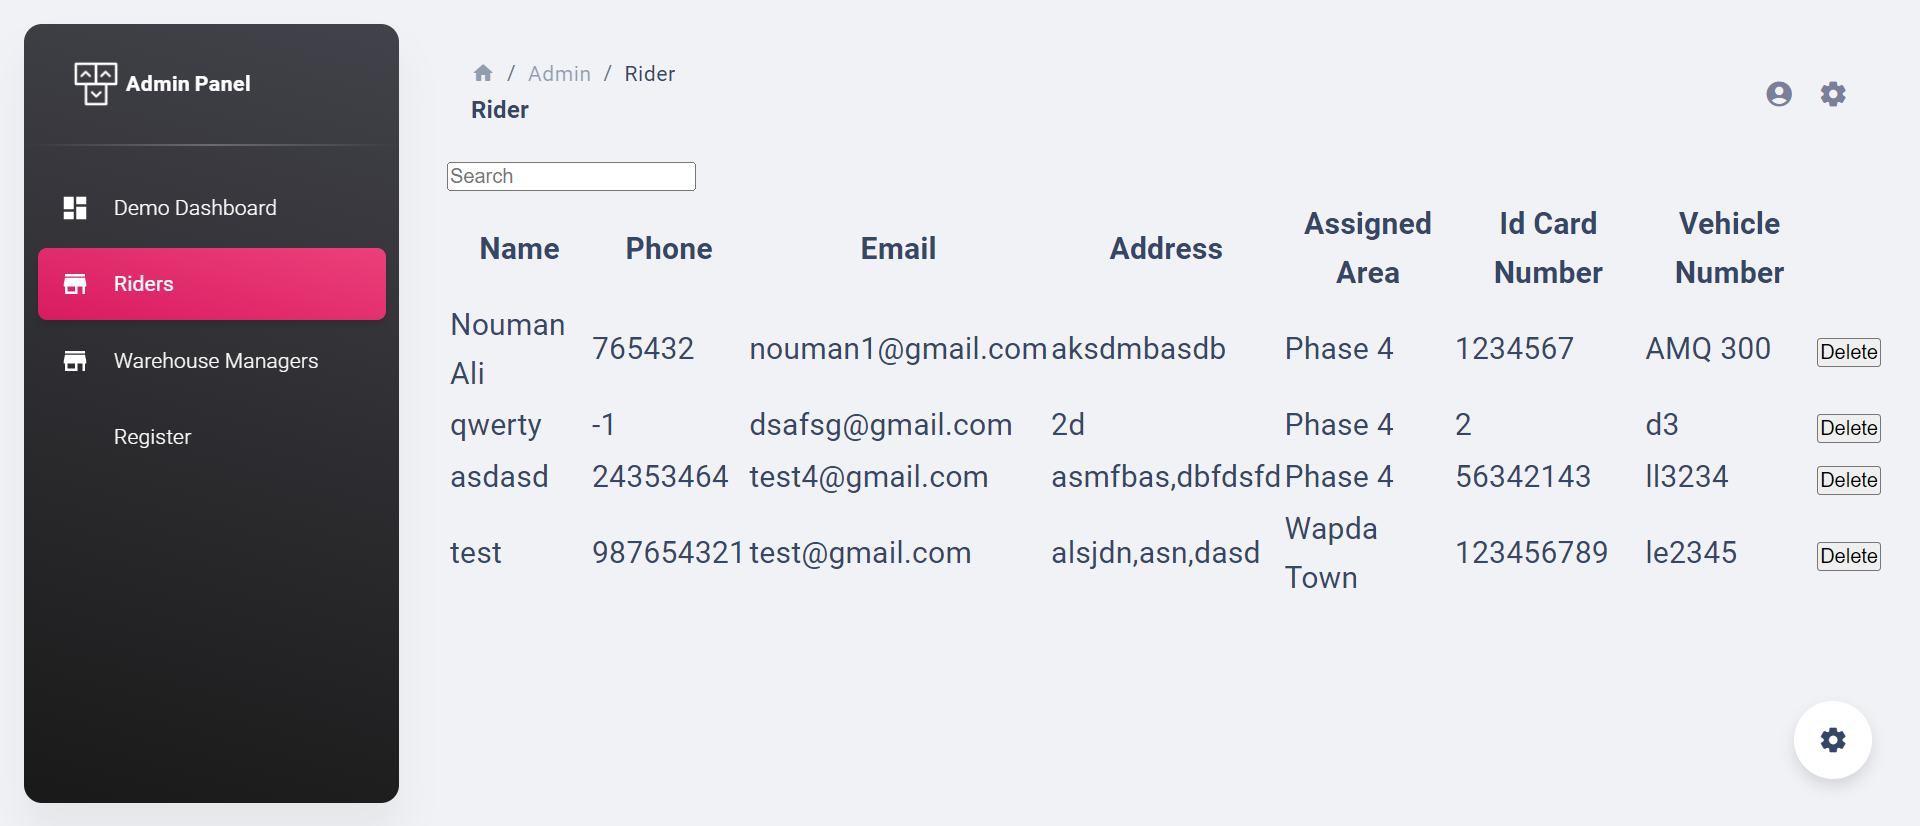 Admin Panel
Demo Dashboard
Riders
Warehouse Managers
Register
/ Admin / Rider
Rider
Search
Name Phone Email Address Assigned Area Id Card Number Vehicle Number
Nouman Ali 765432 nouman1@gmail.com aksdmbasdb Phase 4 1234567 AMQ 300 Delete
qwerty -1 dsafsg@gmail.com 2d Phase 4 2 d3 Delete
asdasd 24353464 test4@gmail.com asmfbas,dbfdsfd Phase 4 56342143 ll3234 Delete
test 987654321 test@gmail.com alsjdn,asn,dasd Wapda Town 123456789 le2345 Delete